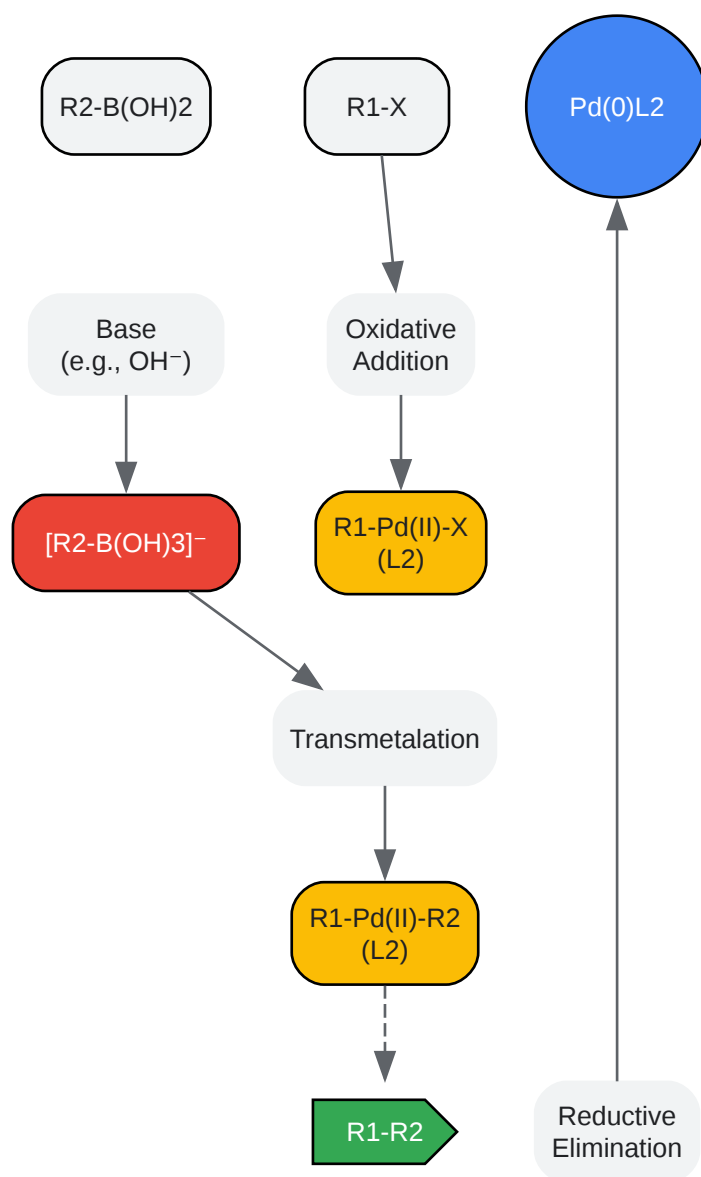 R2-B(OH)2
R1-X
Pd(0)L2
Base
(e.g., OH⁻)
Oxidative
Addition
[R2-B(OH)3]⁻
R1-Pd(II)-X
(L2)
Transmetalation
R1-Pd(II)-R2
(L2)
R1-R2
Reductive
Elimination